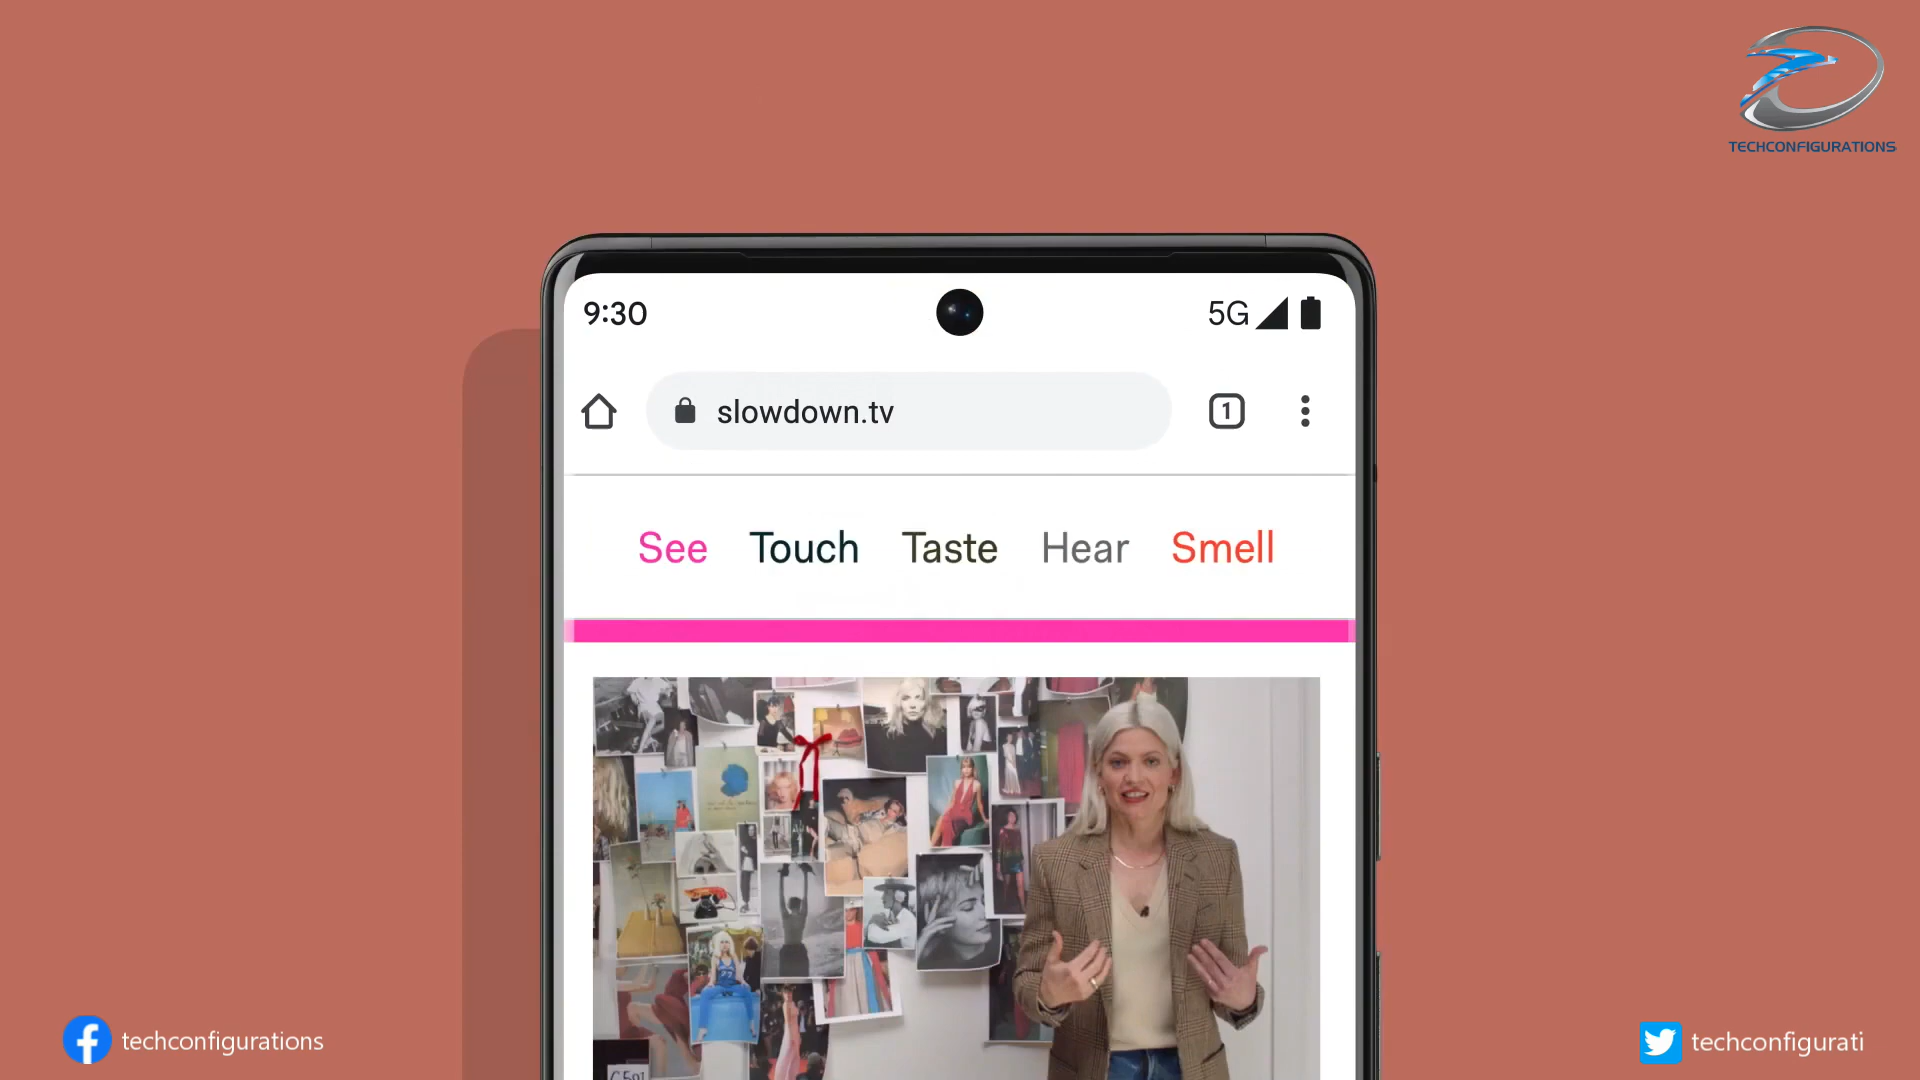 TECHCONFIGURATIONS
9:30
5G
slowdown.tv
1
See Touch Taste Hear Smell
techconfigurations
techconfigurati